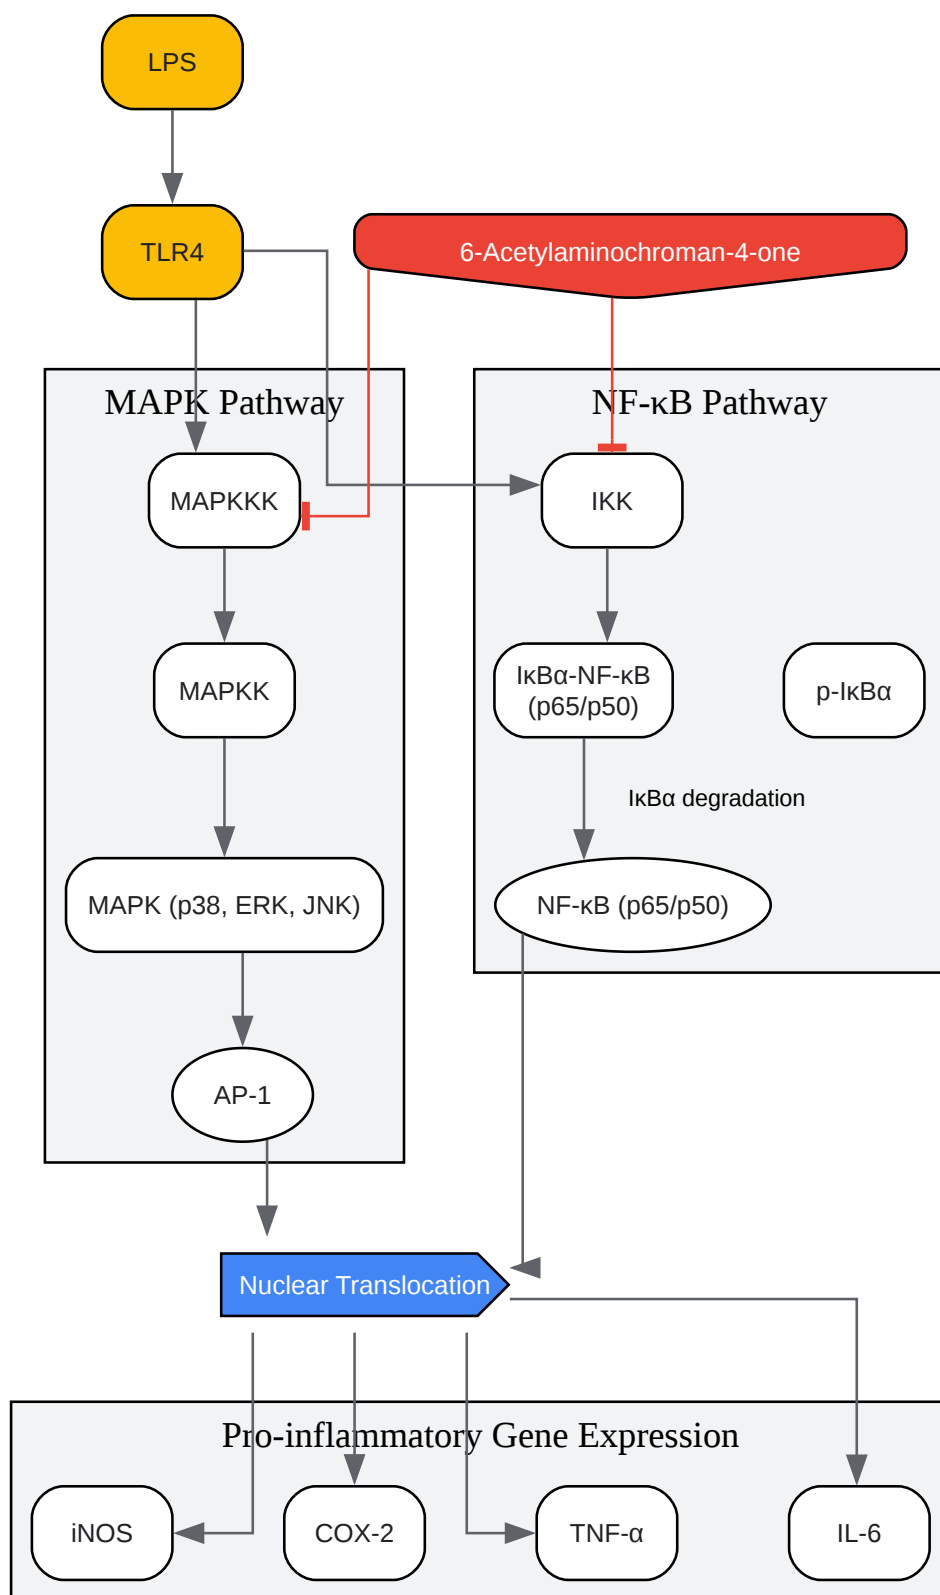 LPS
TLR4
6-Acetylaminochroman-4-one
MAPK Pathway
NF-κB Pathway
MAPKKK
IKK
MAPKK
IκBα-NF-κB
(p65/p50)
p-IκBα
IκBα degradation
MAPK (p38, ERK, JNK)
NF-κB (p65/p50)
AP-1
Nuclear Translocation
Pro-inflammatory Gene Expression
iNOS
COX-2
TNF-α
IL-6